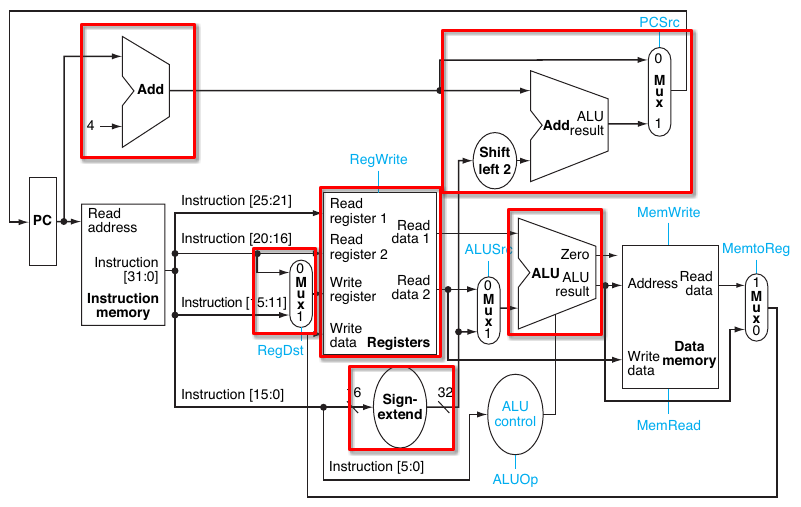 PCSrc
Add
4
0
M
u
x
1
Add ALU
result
Shift
left 2
RegWrite
PC
Read
address
Instruction
[31:0]
Instruction
memory
Instruction [25:21]
Instruction [20:16]
Instruction [15:11]
0
M
u
x
1
RegDst
Read
register 1
Read
register 2
Write
register
Write
data
Read
data 1
Read
data 2
Registers
ALUSrc
0
M
u
x
1
Zero
ALU ALU
result
MemWrite
Address
Read
data
Write
data
Data
memory
MemRead
MemtoReg
1
M
u
x
0
Instruction [15:0]
16
Sign-
extend
32
ALU
control
Instruction [5:0]
ALUOp